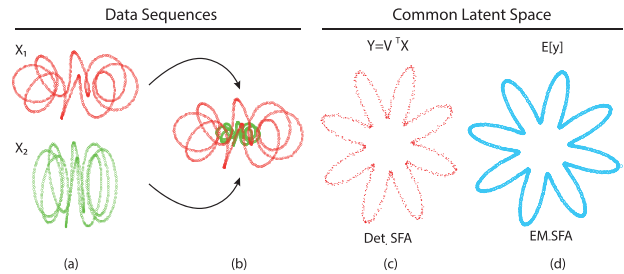 Data Sequences
Common Latent Space
X1
X2
Y=V TX
E[y]
Det. SFA
EM.SFA
(a)
(b)
(c)
(d)